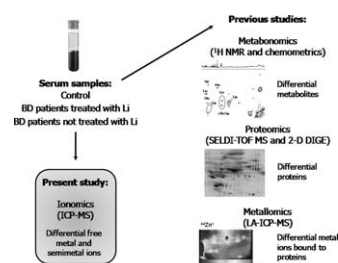 Previous studies:
Metabonomics
(¹H NMR and chemometrics)
Differential
metabolites
Serum samples:
Control
BD patients treated with Li
BD patients not treated with Li
Proteomics
(SELDI-TOF MS and 2-D DIGE)
Differential
proteins
Present study:
Ionomics
(ICP-MS)
Differential free
metal and
semimetal ions
Metallomics
(LA-ICP-MS)
Differential metal
ions bound to
proteins